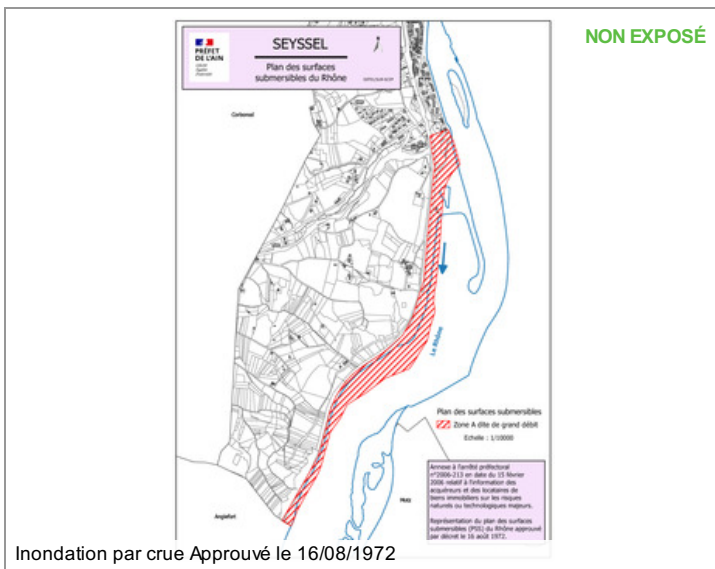 NON EXPOSÉ
PRÉFET
DE L'AIN
Liberté
Égalité
Fraternité
SEYSSEL
Plan des surfaces
submersibles du Rhône
Corbonod
Le Rhône
Plan des surfaces submersibles
Zone A dite de grand débit
Echelle : 1/10000
Annexe à l'arrêté préfectoral
n°2006-213 en date du 15 février
2006 relatif à l'information des
acquéreurs et des locataires de
biens immobiliers sur les risques
naturels ou technologiques majeurs.
Représentation du plan des surfaces
submersibles (PSS) du Rhône approuvé
par décret le 16 août 1972.
Motz
Anglefort
Inondation par crue Approuvé le 16/08/1972